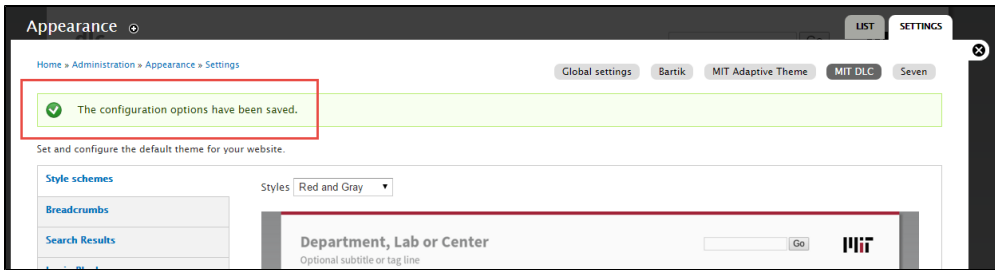 Appearance
LIST
SETTINGS
Home » Administration » Appearance » Settings
Global settings
Bartik
MIT Adaptive Theme
MIT DLC
Seven
The configuration options have been saved.
Set and configure the default theme for your website.
Style schemes
Styles Red and Gray
Breadcrumbs
Search Results
Department, Lab or Center
Go
MIT
Optional subtitle or tag line